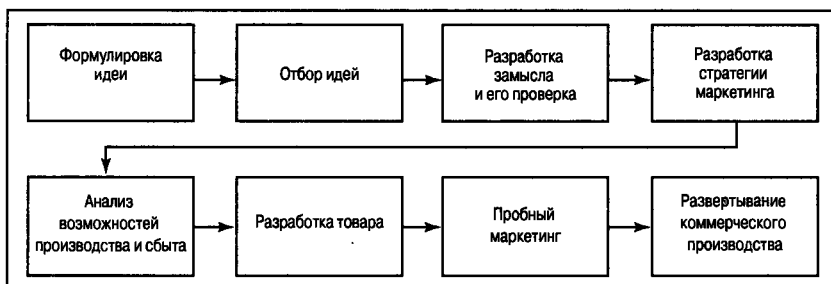 Формулировка
идеи
Отбор идей
Разработка
замысла
и его проверка
Разработка
стратегии
маркетинга
Анализ
возможностей
производства и сбыта
Разработка товара
Пробный
маркетинг
Развертывание
коммерческого
производства